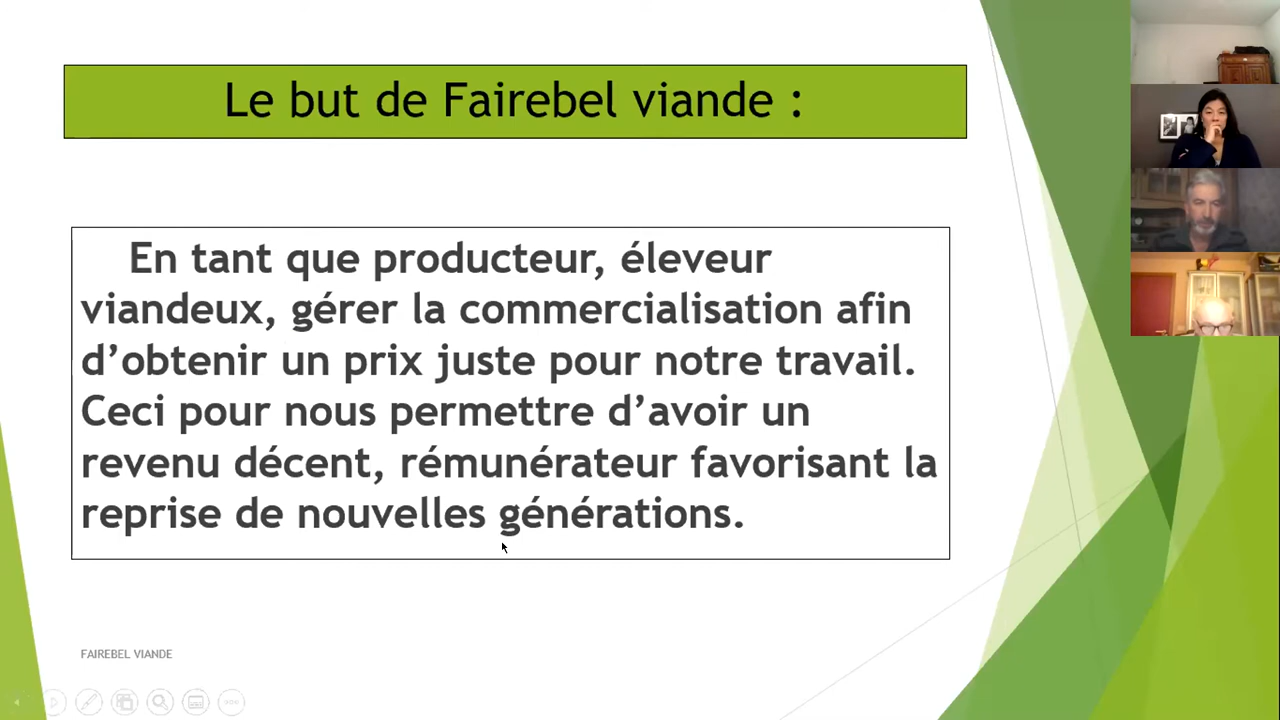 Le but de Fairebel viande :
En tant que producteur, éleveur
viandeux, gérer la commercialisation afin
d’obtenir un prix juste pour notre travail.
Ceci pour nous permettre d’avoir un
revenu décent, rémunérateur favorisant la
reprise de nouvelles générations.
FAIREBEL VIANDE